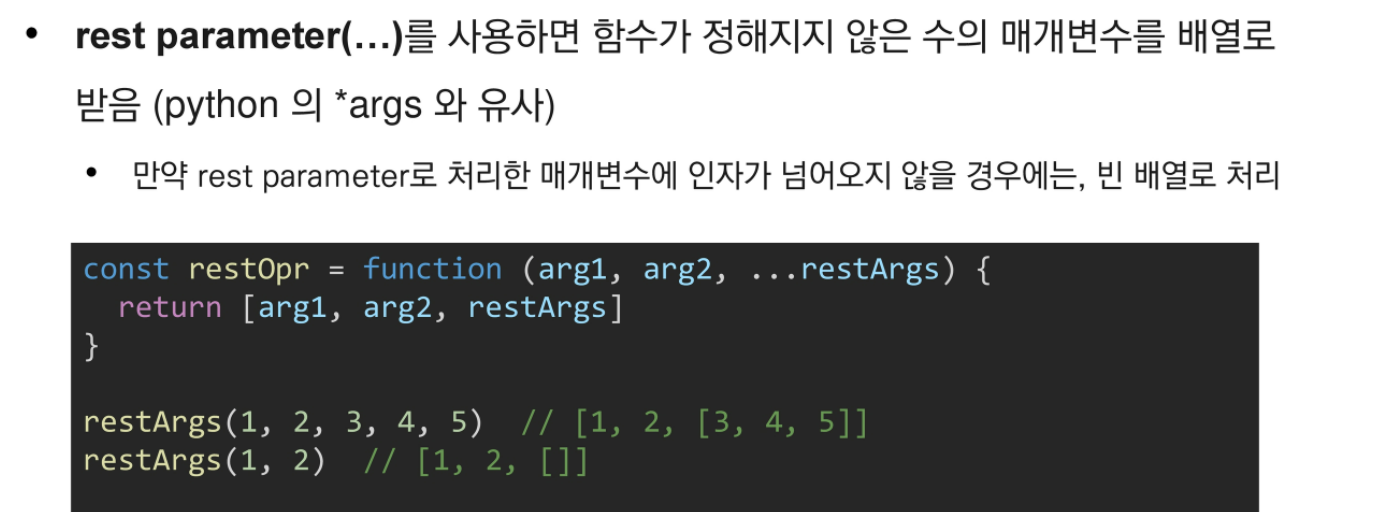 • rest parameter(...)를 사용하면 함수가 정해지지 않은 수의 매개변수를 배열로
받음 (python 의 *args 와 유사)
• 만약 rest parameter로 처리한 매개변수에 인자가 넘어오지 않을 경우에는, 빈 배열로 처리
const restOpr = function (arg1, arg2, ...restArgs) {
  return [arg1, arg2, restArgs]
}
restArgs(1, 2, 3, 4, 5)  // [1, 2, [3, 4, 5]]
restArgs(1, 2)  // [1, 2, []]